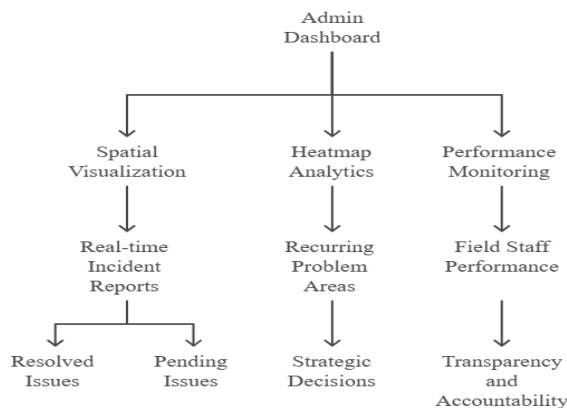 Admin
Dashboard
Spatial
Visualization
Heatmap
Analytics
Performance
Monitoring
Real-time
Incident
Reports
Recurring
Problem
Areas
Field Staff
Performance
Resolved
Issues
Pending
Issues
Strategic
Decisions
Transparency
and
Accountability